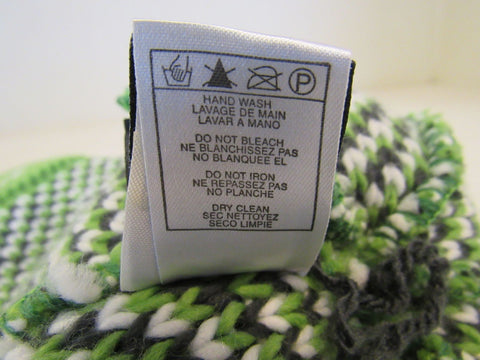 P
HAND WASH
LAVAGE DE MAIN
LAVAR A MANO
DO NOT BLEACH
NE BLANCHISSEZ PAS
NO BLANQUEE EL
DO NOT IRON
NE REPASSEZ PAS
NO PLANCHE
DRY CLEAN
SEC NETTOYEZ
SECO LIMPIE